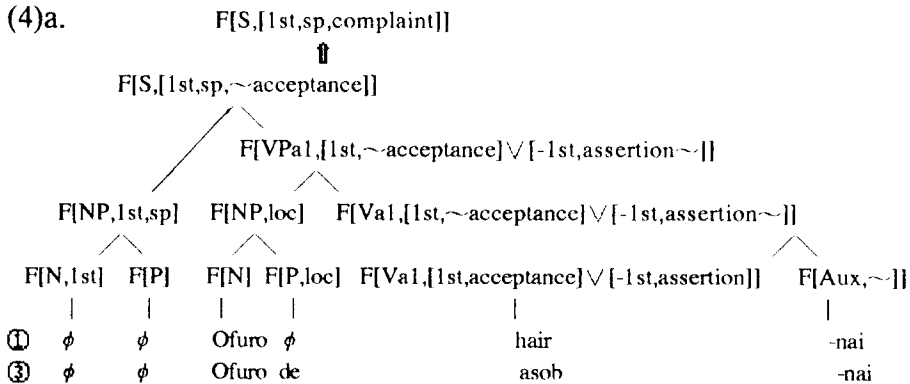 (4)a. F[S,[1st,sp,complaint]]
⇑
F[S,[1st,sp,~acceptance]]
F[VPa1,[1st,~acceptance]∨[-1st,assertion~]]
F[NP,1st,sp] F[NP,loc] F[Va1,[1st,~acceptance]∨[-1st,assertion~]]
F[N,1st] F[P] F[N] F[P,loc] F[Va1,[1st,acceptance]∨[-1st,assertion]] F[Aux,~]]
① ϕ ϕ Ofuro ϕ hair -nai
③ ϕ ϕ Ofuro de asob -nai